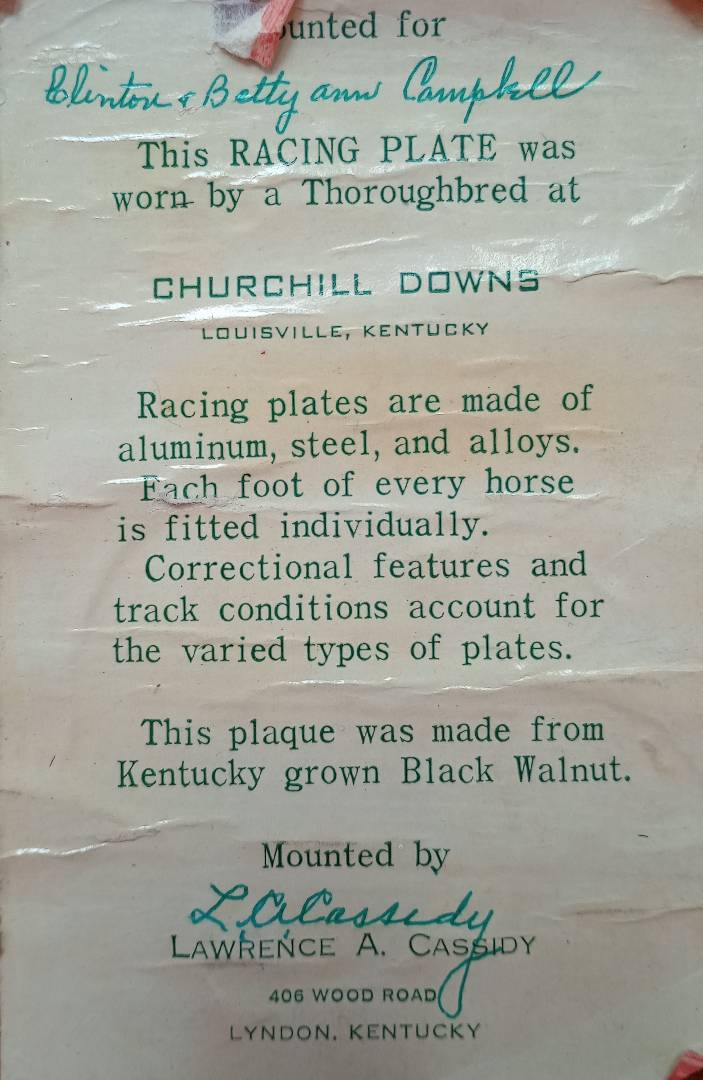 ounted for
Clinton & Betty ann Campbell
This RACING PLATE was
worn by a Thoroughbred at
CHURCHILL DOWNS
LOUISVILLE, KENTUCKY
Racing plates are made of
aluminum, steel, and alloys.
Each foot of every horse
is fitted individually.
Correctional features and
track conditions account for
the varied types of plates.
This plaque was made from
Kentucky grown Black Walnut.
Mounted by
L.A. Cassedy
LAWRENCE A. CASSIDY
406 WOOD ROAD
LYNDON, KENTUCKY